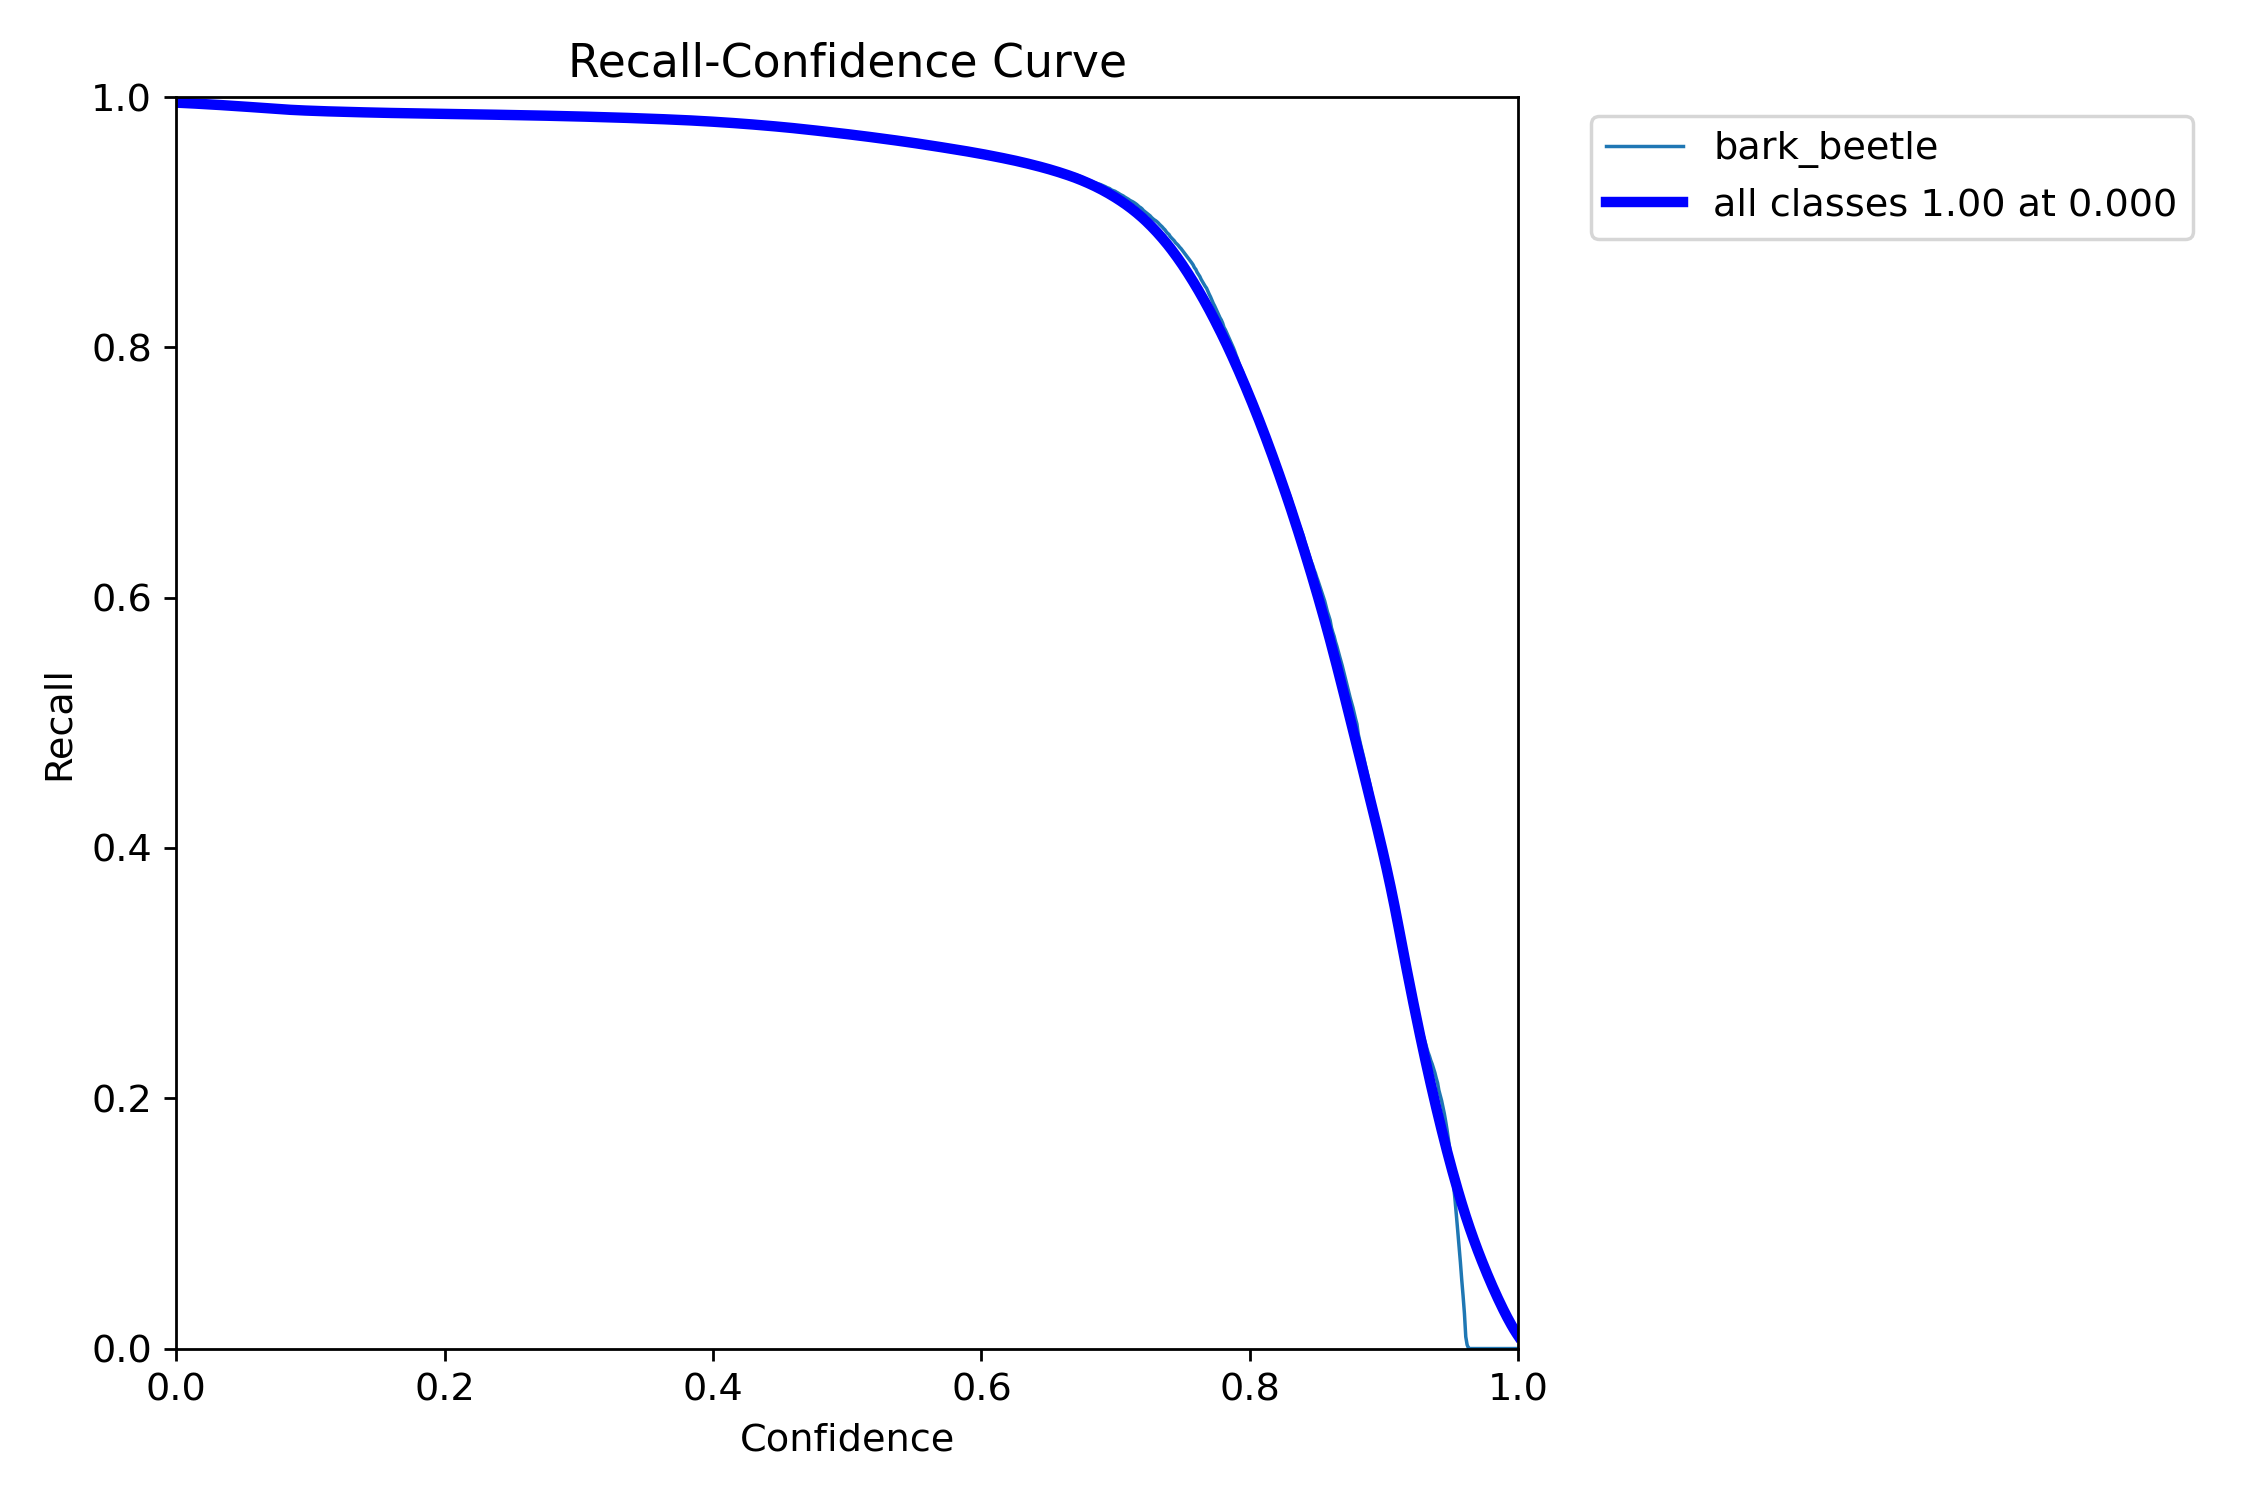 Recall-Confidence Curve
1.0
0.8
0.6
0.4
0.2
0.0
Recall
0.0 0.2 0.4 0.6 0.8 1.0
Confidence
bark_beetle
all classes 1.00 at 0.000